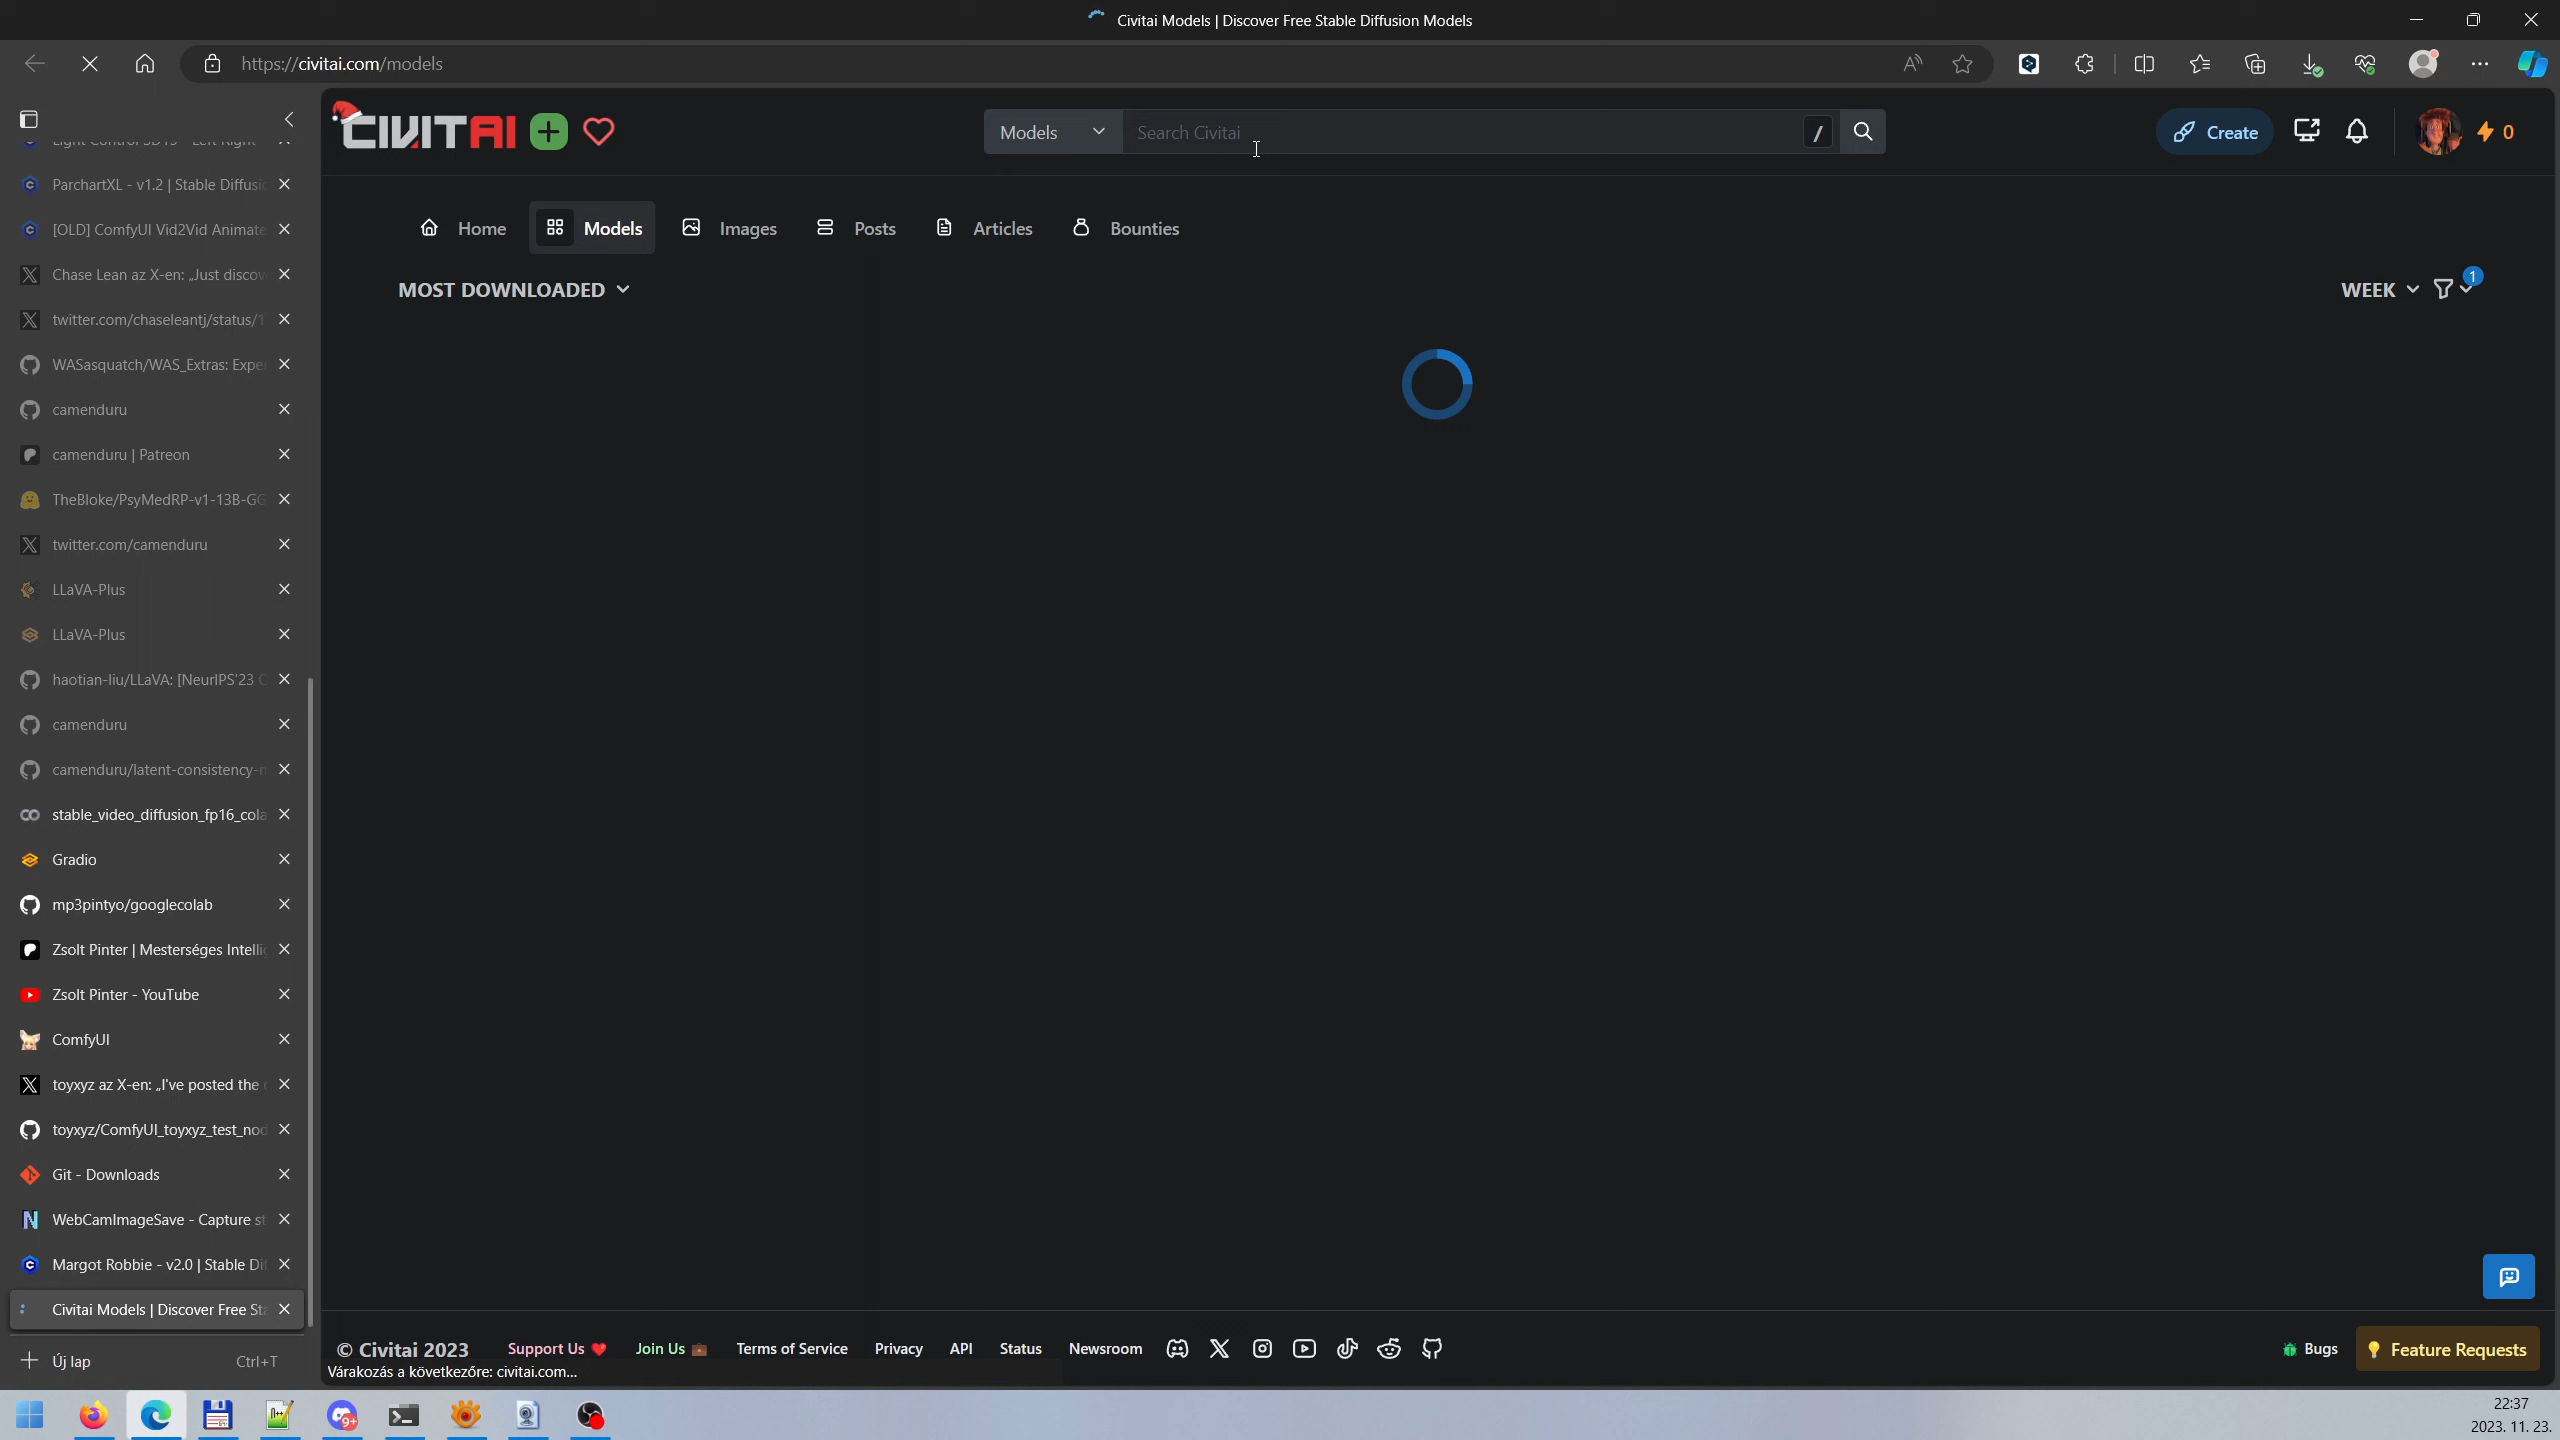 Civitai Models | Discover Free Stable Diffusion Models
https://civitai.com/models
CIVITAI
Models
Search Civitai
/
Create
0
ParchartXL - v1.2 | Stable Diffusi
[OLD] ComfyUI Vid2Vid Animate
Chase Lean az X-en: „Just discov
twitter.com/chaseleantj/status/1
WASasquatch/WAS_Extras: Expe
camenduru
camenduru | Patreon
TheBloke/PsyMedRP-v1-13B-GG
twitter.com/camenduru
LLaVA-Plus
LLaVA-Plus
haotian-liu/LLaVA: [NeurIPS'23 O
camenduru
camenduru/latent-consistency-m
stable_video_diffusion_fp16_cola
Gradio
mp3pintyo/googlecolab
Zsolt Pinter | Mesterséges Intelli
Zsolt Pinter - YouTube
ComfyUI
toyxyz az X-en: „I've posted the
toyxyz/ComfyUI_toyxyz_test_nod
Git - Downloads
WebCamImageSave - Capture st
Margot Robbie - v2.0 | Stable Di
Civitai Models | Discover Free Sta
Új lap Ctrl+T
Home
Models
Images
Posts
Articles
Bounties
MOST DOWNLOADED
WEEK
1
© Civitai 2023
Support Us
Join Us
Terms of Service
Privacy
API
Status
Newsroom
Bugs
Feature Requests
Várakozás a következőre: civitai.com...
9+
22:37
2023. 11. 23.